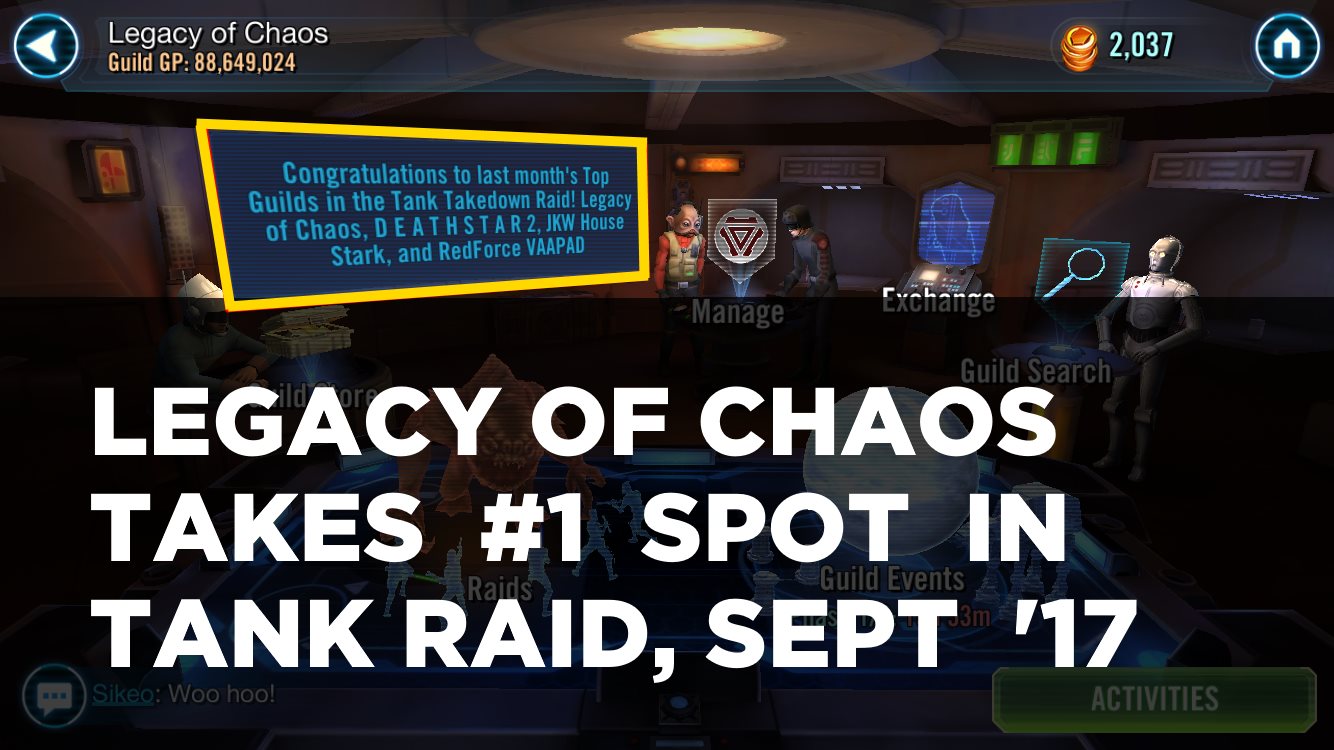 Legacy of Chaos
Guild GP: 88,649,024
2,037
Congratulations to last month's Top
Guilds in the Tank Takedown Raid! Legacy
of Chaos, D E A T H S T A R 2, JKW House
Stark, and RedForce VAAPAD
Manage
Exchange
Guild Search
LEGACY OF CHAOS
TAKES #1 SPOT IN
TANK RAID, SEPT '17
Raids
Guild Events
Sikeo: Woo hoo!
ACTIVITIES